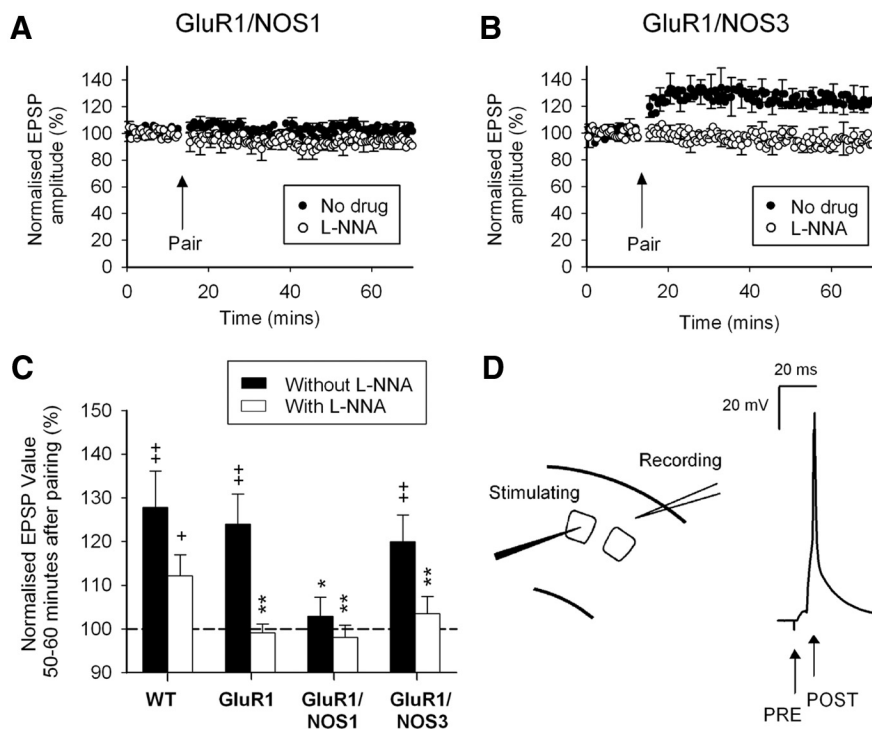 A
GluR1/NOS1
Normalised EPSP
amplitude (%)
140
120
100
80
60
40
20
0
No drug
L-NNA
Pair
0
20
40
60
Time (mins)
B
GluR1/NOS3
Normalised EPSP
amplitude (%)
140
120
100
80
60
40
20
0
No drug
L-NNA
Pair
0
20
40
60
Time (mins)
C
Without L-NNA
With L-NNA
Normalised EPSP Value
50-60 minutes after pairing (%)
150
140
130
120
110
100
90
++
+
++
**
*
**
++
**
WT
GluR1
GluR1/
NOS1
GluR1/
NOS3
D
20 ms
20 mV
Recording
Stimulating
POST
PRE